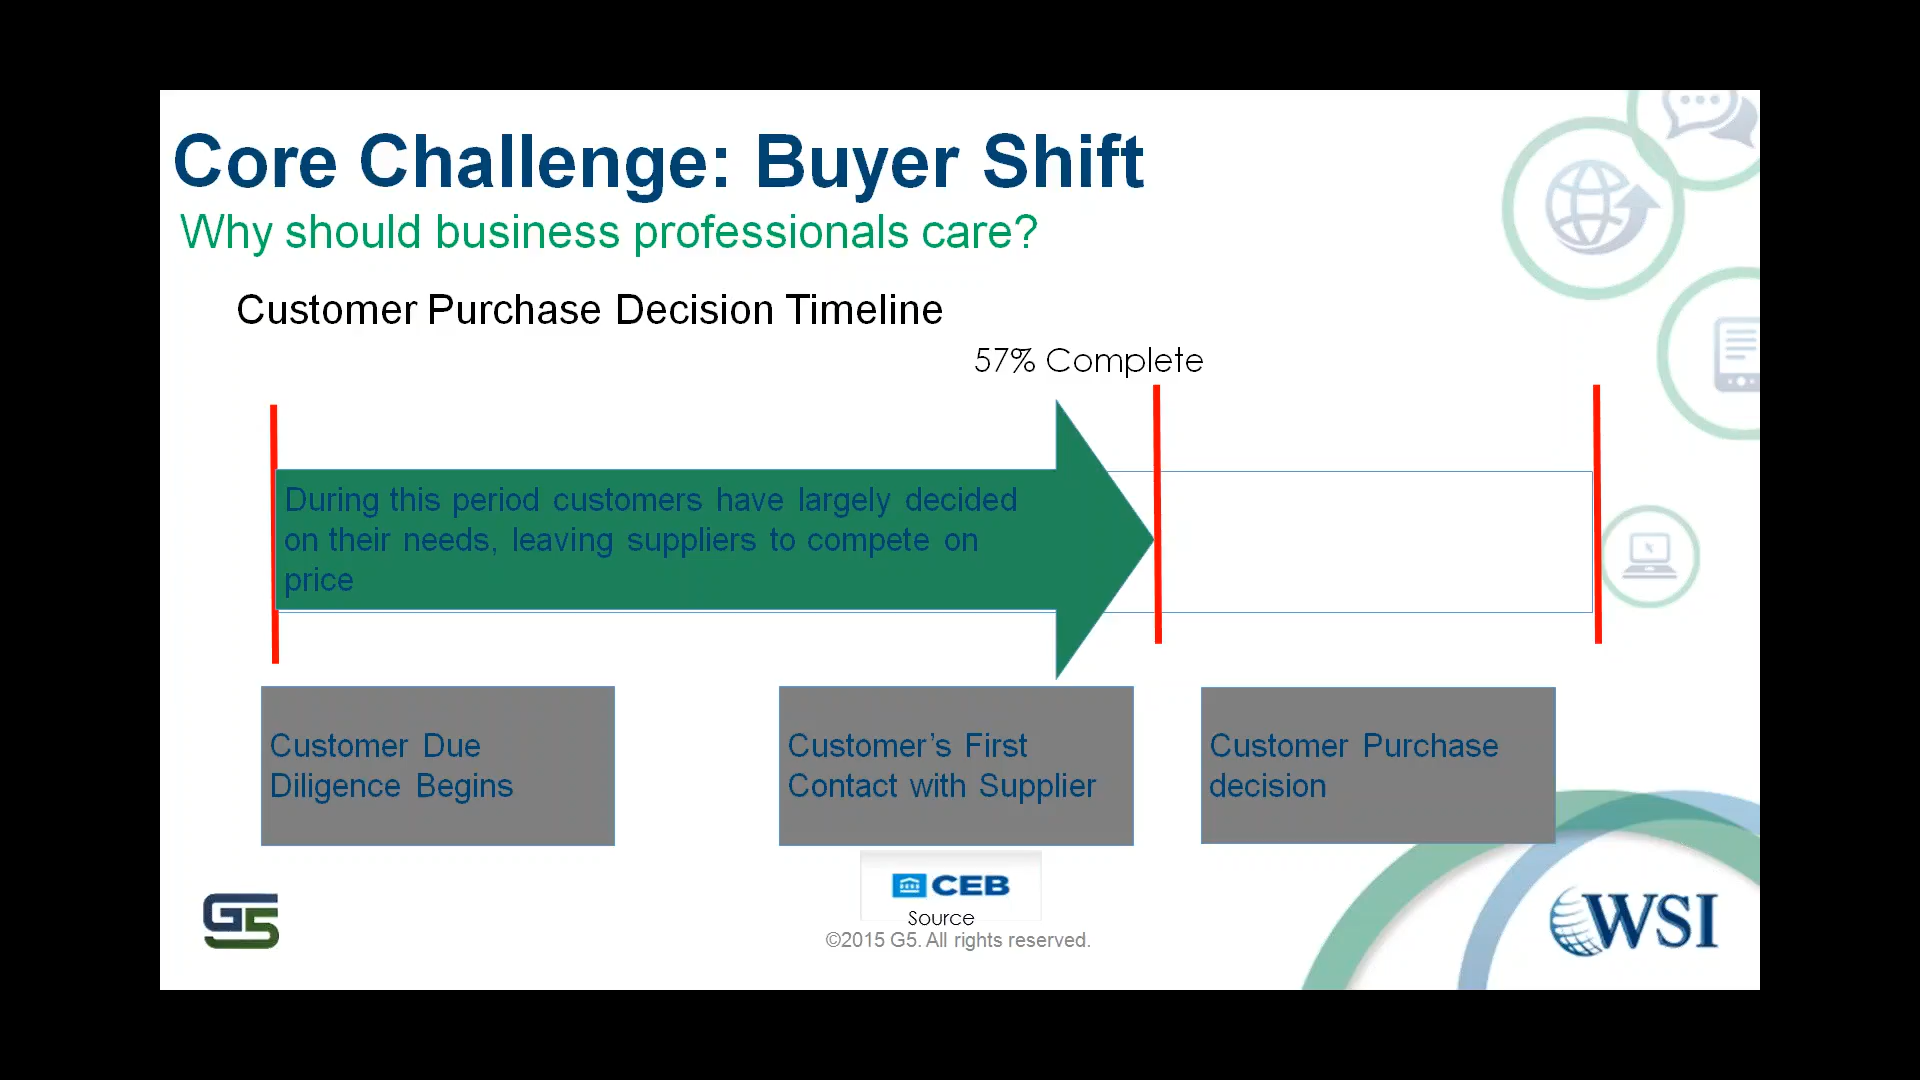 Core Challenge: Buyer Shift
Why should business professionals care?
Customer Purchase Decision Timeline
57% Complete
During this period customers have largely decided
on their needs, leaving suppliers to compete on
price
Customer Due
Diligence Begins
Customer’s First
Contact with Supplier
Customer Purchase
decision
CEB
Source
©2015 G5. All rights reserved.
G5
WSI